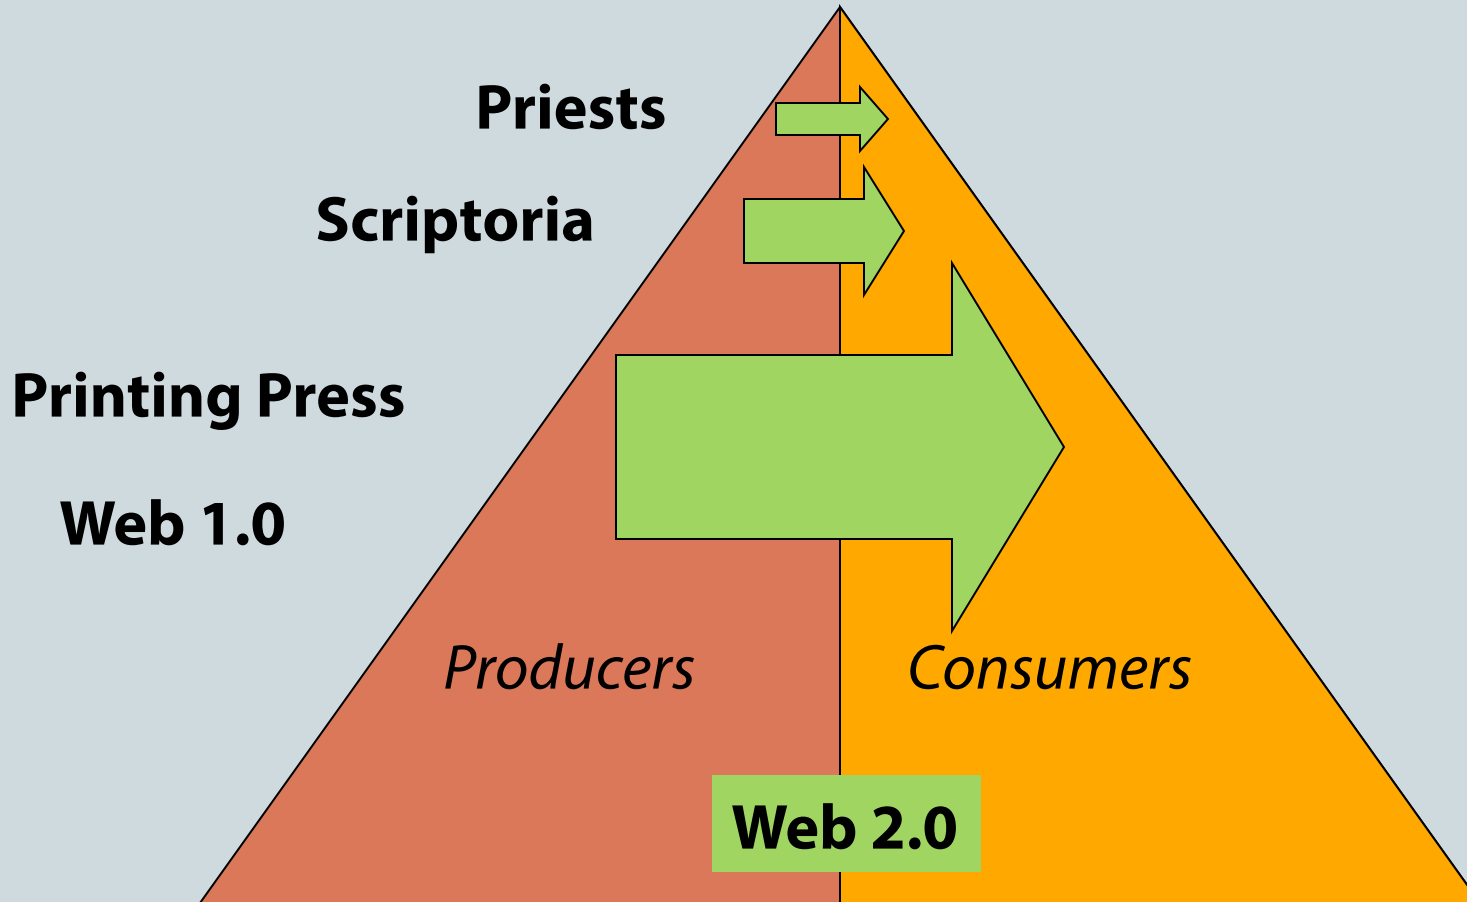 Priests
Scriptoria
Printing Press
Web 1.0
Producers
Consumers
Web 2.0